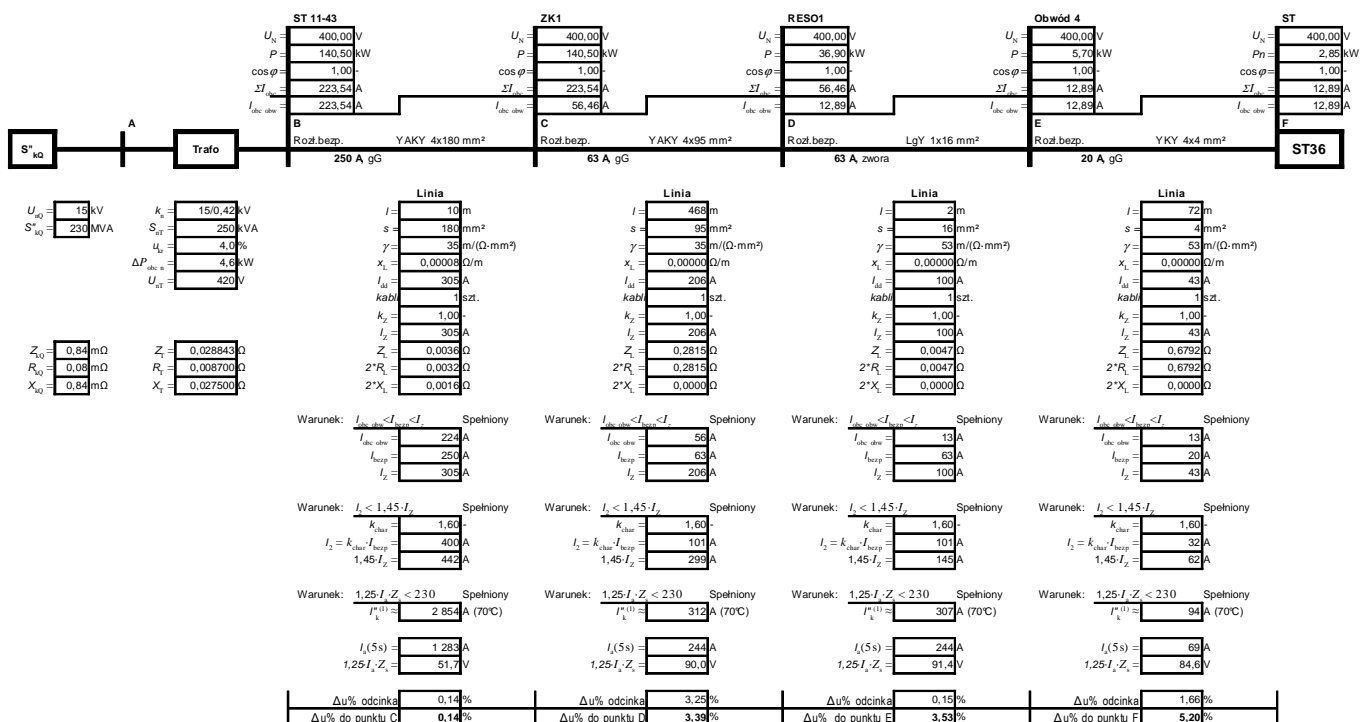 ST 11-43 ZK1 RESO1 Obwód 4 ST
U_N = 400,00 V U_N = 400,00 V U_N = 400,00 V U_N = 400,00 V U_N = 400,00 V
P = 140,50 kW P = 140,50 kW P = 36,90 kW P = 5,70 kW Pn = 2,85 kW
cosφ = 1,00 - cosφ = 1,00 - cosφ = 1,00 - cosφ = 1,00 - cosφ = 1,00 -
ΣI_obc = 223,54 A ΣI_obc = 223,54 A ΣI_obc = 56,46 A ΣI_obc = 12,89 A ΣI_obc = 12,89 A
I_obc obw = 223,54 A I_obc obw = 56,46 A I_obc obw = 12,89 A I_obc obw = 12,89 A I_obc obw = 12,89 A
A B C D E F
S"_kQ Trafo Rozł.bezp. YAKY 4x180 mm² Rozł.bezp. YAKY 4x95 mm² Rozł.bezp. LgY 1x16 mm² Rozł.bezp. YKY 4x4 mm² ST36
250 A, gG 63 A, gG 63 A, zwora 20 A, gG
Linia Linia Linia Linia
U_nQ = 15 kV k_n = 15/0,42 kV l = 10 m l = 468 m l = 2 m l = 72 m
S"_kQ = 230 MVA S_nT = 250 kVA s = 180 mm² s = 95 mm² s = 16 mm² s = 4 mm²
u_kr = 4,0 % γ = 35 m/(Ω·mm²) γ = 35 m/(Ω·mm²) γ = 53 m/(Ω·mm²) γ = 53 m/(Ω·mm²)
ΔP_obc n = 4,6 kW x_L = 0,00008 Ω/m x_L = 0,00000 Ω/m x_L = 0,00000 Ω/m x_L = 0,00000 Ω/m
U_nT = 420 V I_dd = 305 A I_dd = 206 A I_dd = 100 A I_dd = 43 A
kabli 1 szt. kabli 1 szt. kabli 1 szt. kabli 1 szt.
k_Z = 1,00 - k_Z = 1,00 - k_Z = 1,00 - k_Z = 1,00 -
I_Z = 305 A I_Z = 206 A I_Z = 100 A I_Z = 43 A
Z_kQ = 0,84 mΩ Z_T = 0,028843 Ω Z_L = 0,0036 Ω Z_L = 0,2815 Ω Z_L = 0,0047 Ω Z_L = 0,6792 Ω
R_kQ = 0,08 mΩ R_T = 0,008700 Ω 2*R_L = 0,0032 Ω 2*R_L = 0,2815 Ω 2*R_L = 0,0047 Ω 2*R_L = 0,6792 Ω
X_kQ = 0,84 mΩ X_T = 0,027500 Ω 2*X_L = 0,0016 Ω 2*X_L = 0,0000 Ω 2*X_L = 0,0000 Ω 2*X_L = 0,0000 Ω
Warunek: I_obc obw<I_bezp<I_z Spełniony Warunek: I_obc obw<I_bezp<I_z Spełniony Warunek: I_obc obw<I_bezp<I_z Spełniony Warunek: I_obc obw<I_bezp<I_z Spełniony
I_obc obw = 224 A I_obc obw = 56 A I_obc obw = 13 A I_obc obw = 13 A
I_bezp = 250 A I_bezp = 63 A I_bezp = 63 A I_bezp = 20 A
I_Z = 305 A I_Z = 206 A I_Z = 100 A I_Z = 43 A
Warunek: I_2 < 1,45·I_Z Spełniony Warunek: I_2 < 1,45·I_Z Spełniony Warunek: I_2 < 1,45·I_Z Spełniony Warunek: I_2 < 1,45·I_Z Spełniony
k_char = 1,60 - k_char = 1,60 - k_char = 1,60 - k_char = 1,60 -
I_2 = k_char·I_bezp = 400 A I_2 = k_char·I_bezp = 101 A I_2 = k_char·I_bezp = 101 A I_2 = k_char·I_bezp = 32 A
1,45·I_Z = 442 A 1,45·I_Z = 299 A 1,45·I_Z = 145 A 1,45·I_Z = 62 A
Warunek: 1,25·I_a·Z_s < 230 Spełniony Warunek: 1,25·I_a·Z_s < 230 Spełniony Warunek: 1,25·I_a·Z_s < 230 Spełniony Warunek: 1,25·I_a·Z_s < 230 Spełniony
I"_k^(1) ≈ 2 854 A (70°C) I"_k^(1) ≈ 312 A (70°C) I"_k^(1) ≈ 307 A (70°C) I"_k^(1) ≈ 94 A (70°C)
I_a(5s) = 1 283 A I_a(5s) = 244 A I_a(5s) = 244 A I_a(5s) = 69 A
1,25·I_a·Z_s = 51,7 V 1,25·I_a·Z_s = 90,0 V 1,25·I_a·Z_s = 91,4 V 1,25·I_a·Z_s = 84,6 V
Δu% odcinka 0,14 % Δu% odcinka 3,25 % Δu% odcinka 0,15 % Δu% odcinka 1,66 %
Δu% do punktu C 0,14 % Δu% do punktu D 3,39 % Δu% do punktu E 3,53 % Δu% do punktu F 5,20 %